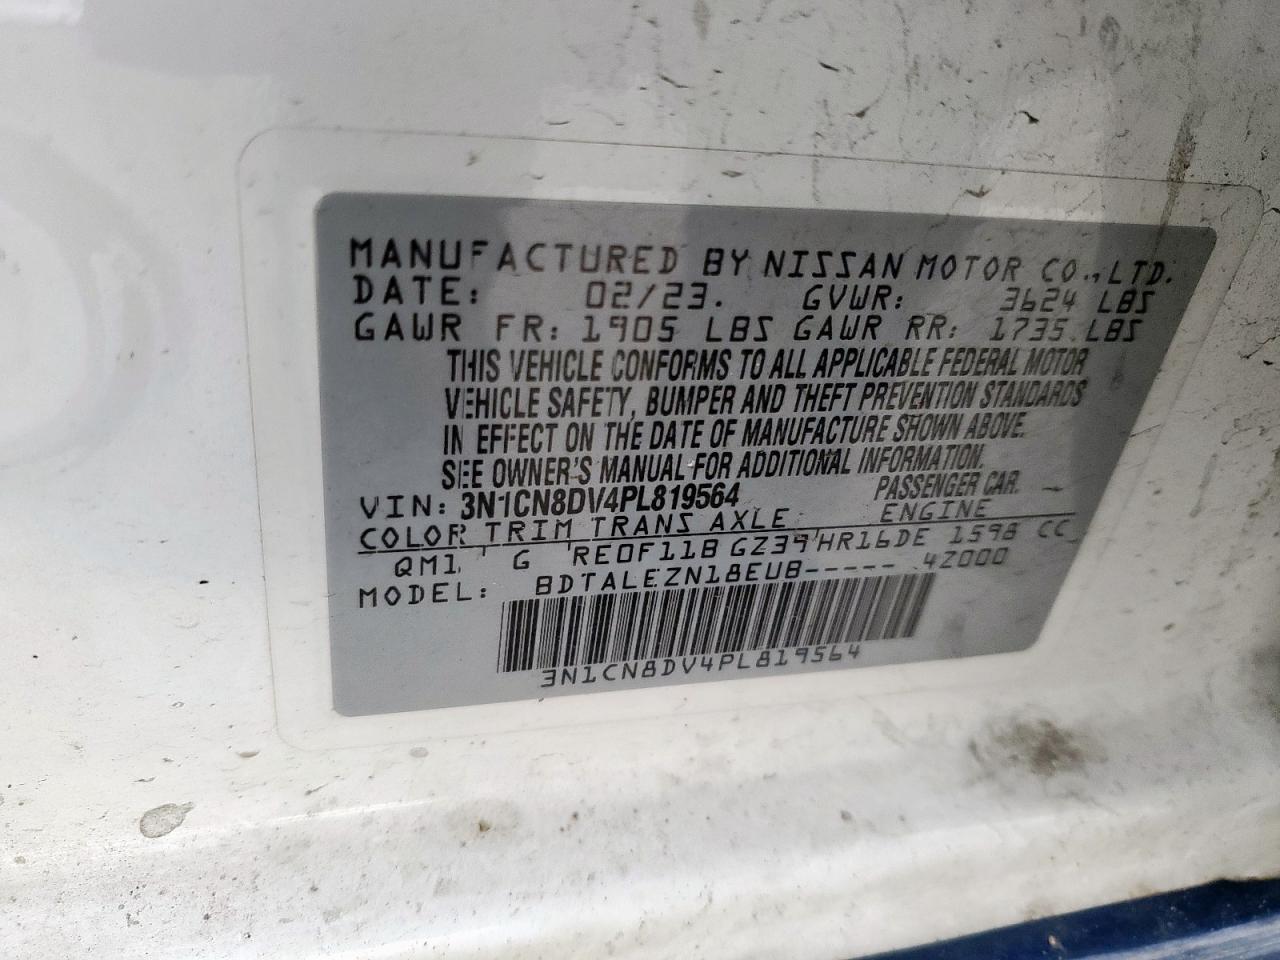 MANUFACTURED BY NISSAN MOTOR CO., LTD.
DATE: 02/23. GVWR: 3624 LBS
GAWR FR: 1905 LBS GAWR RR: 1735 LBS
THIS VEHICLE CONFORMS TO ALL APPLICABLE FEDERAL MOTOR
VEHICLE SAFETY, BUMPER AND THEFT PREVENTION STANDARDS
IN EFFECT ON THE DATE OF MANUFACTURE SHOWN ABOVE.
SEE OWNER'S MANUAL FOR ADDITIONAL INFORMATION.
VIN: 3N1CN8DV4PL819564 PASSENGER CAR.
COLOR TRIM TRANS AXLE ENGINE
QM1 G RE0F11B GZ39 HR16DE 1598 CC
MODEL: BDTALEZN18EUB----- 42000
3N1CN8DV4PL819564